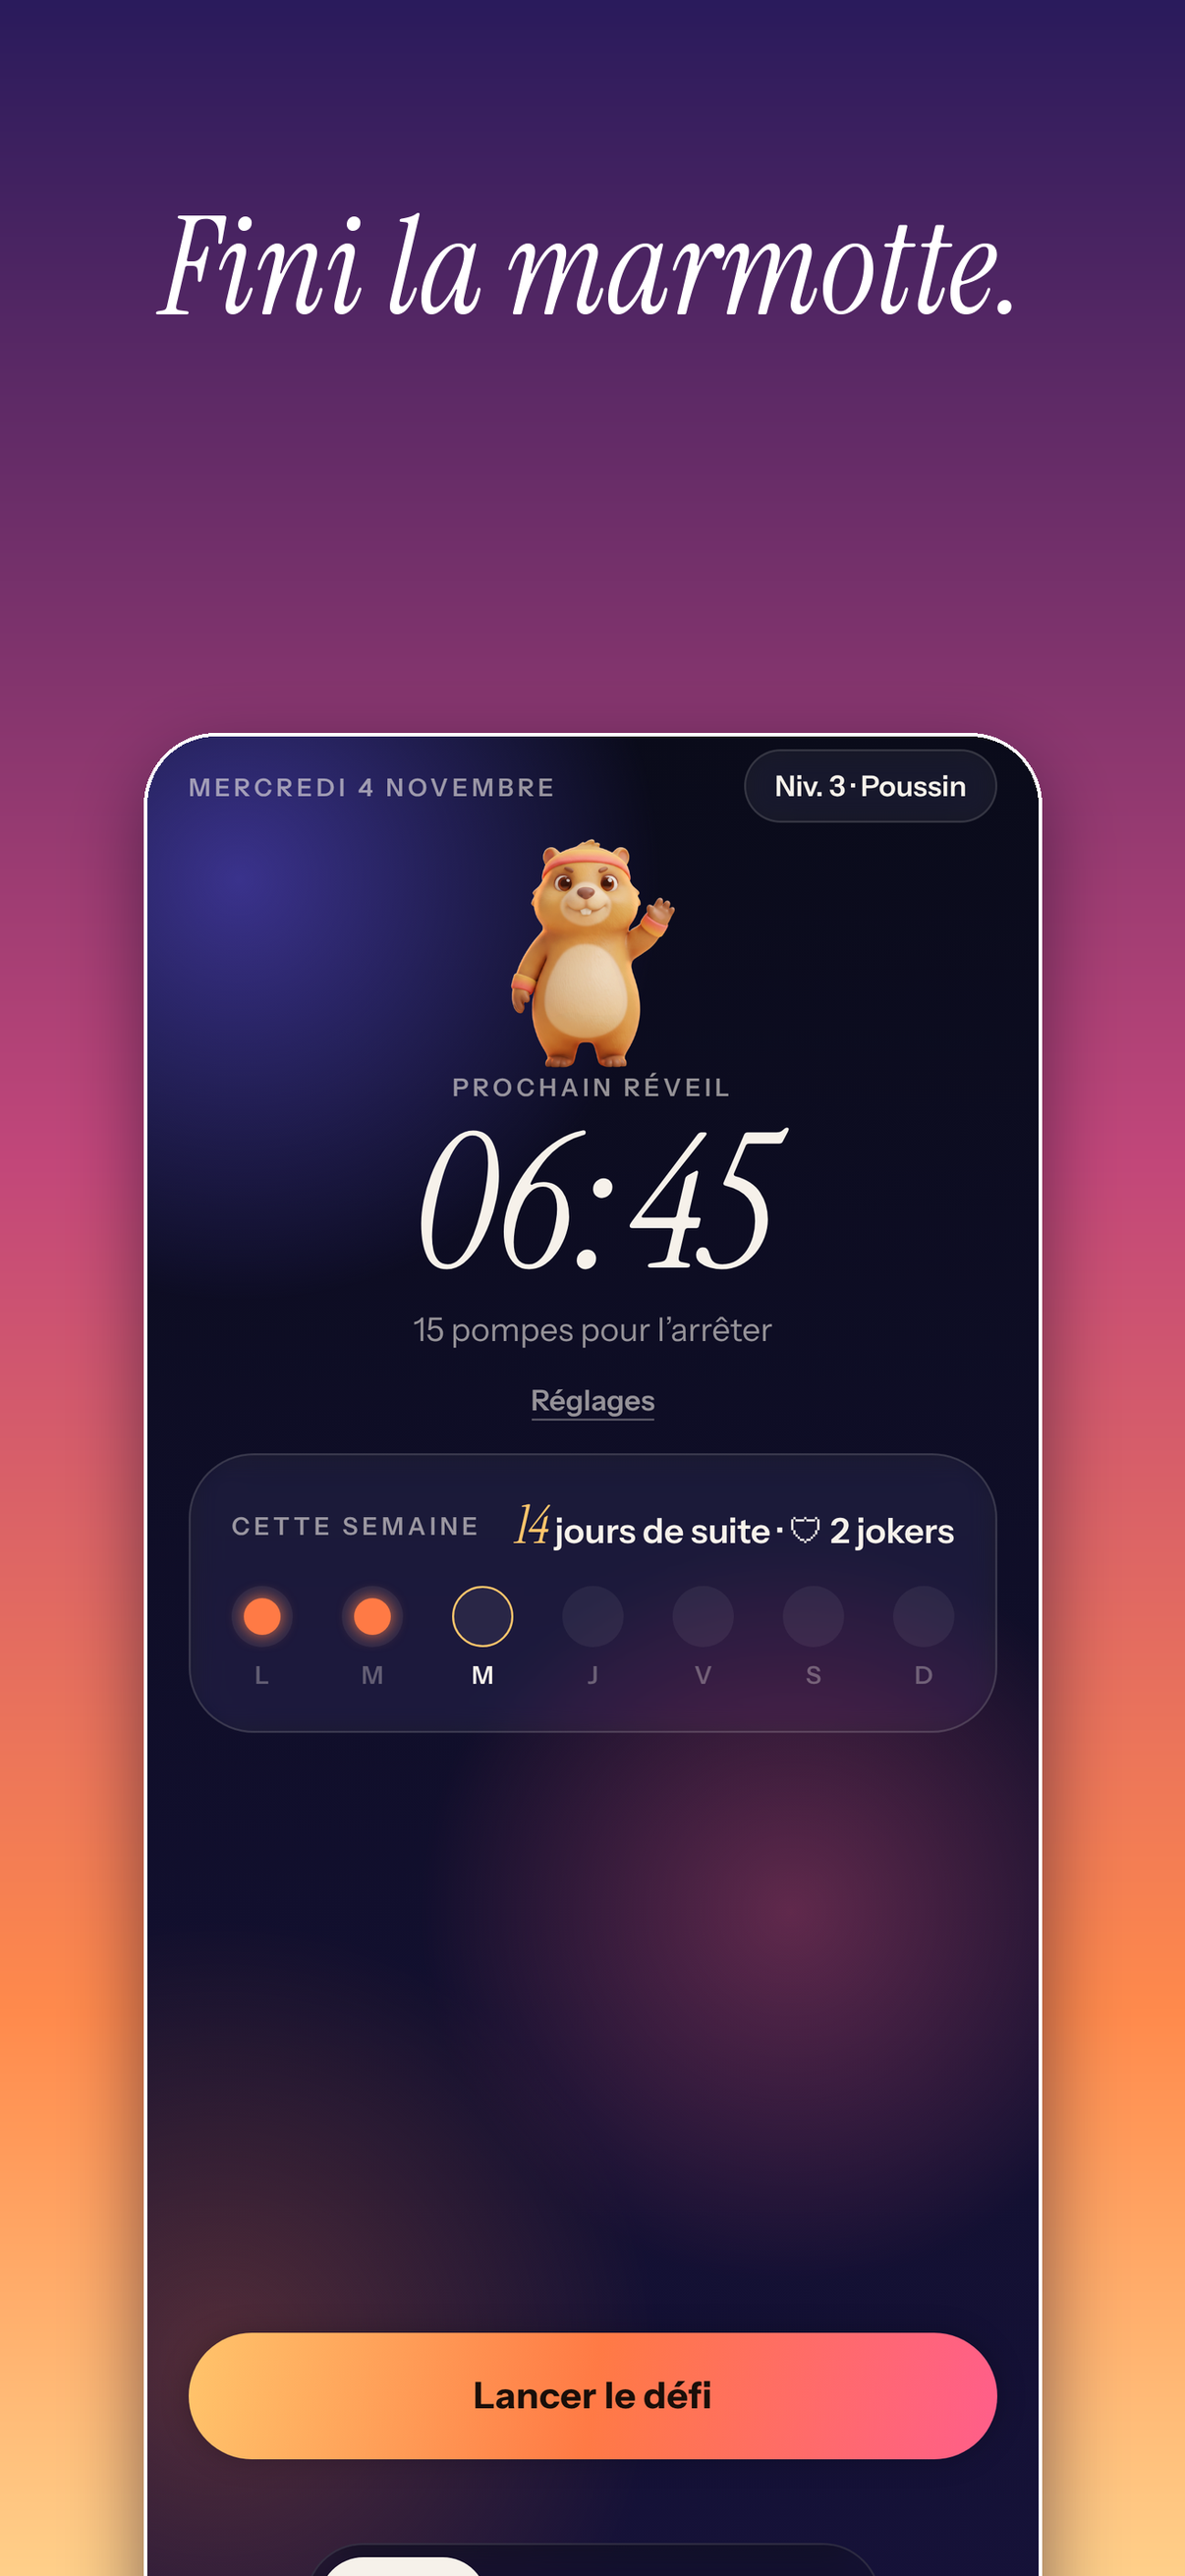 Fini la marmotte.
MERCREDI 4 NOVEMBRE
Niv. 3 · Poussin
PROCHAIN RÉVEIL
06:45
15 pompes pour l’arrêter
Réglages
CETTE SEMAINE
14 jours de suite · 🛡 2 jokers
L M M J V S D
Lancer le défi